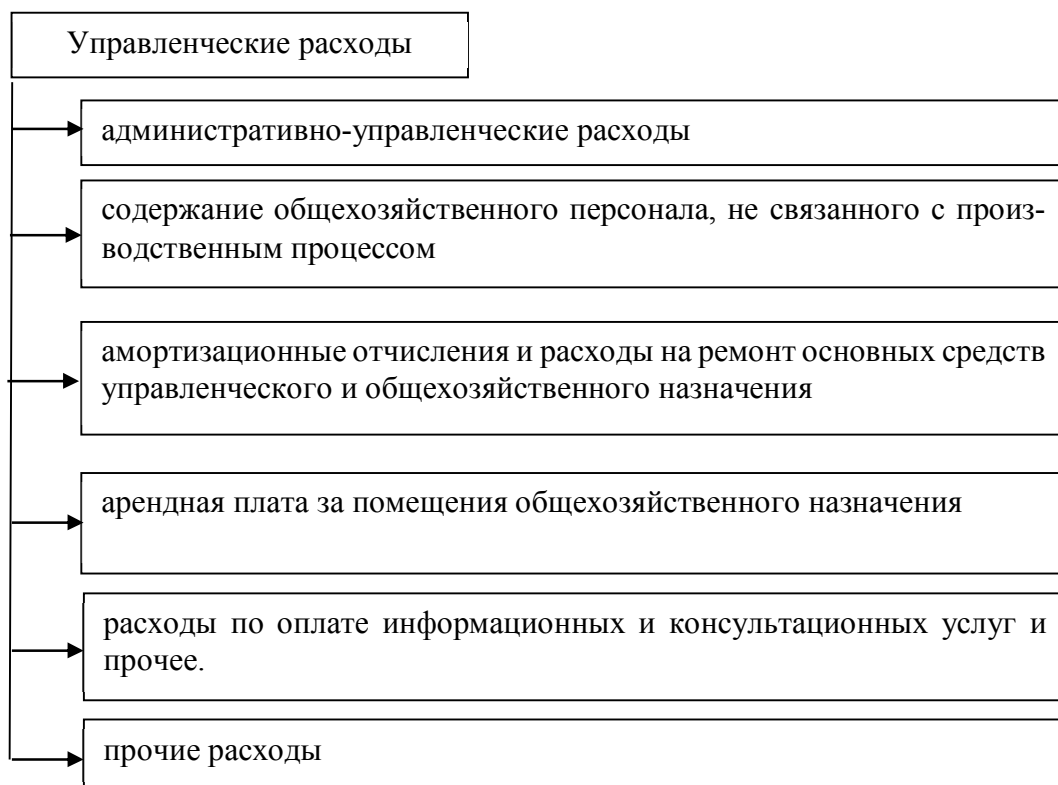 Управленческие расходы
административно-управленческие расходы
содержание общехозяйственного персонала, не связанного с произ-
водственным процессом
амортизационные отчисления и расходы на ремонт основных средств
управленческого и общехозяйственного назначения
арендная плата за помещения общехозяйственного назначения
расходы по оплате информационных и консультационных услуг и
прочее.
прочие расходы